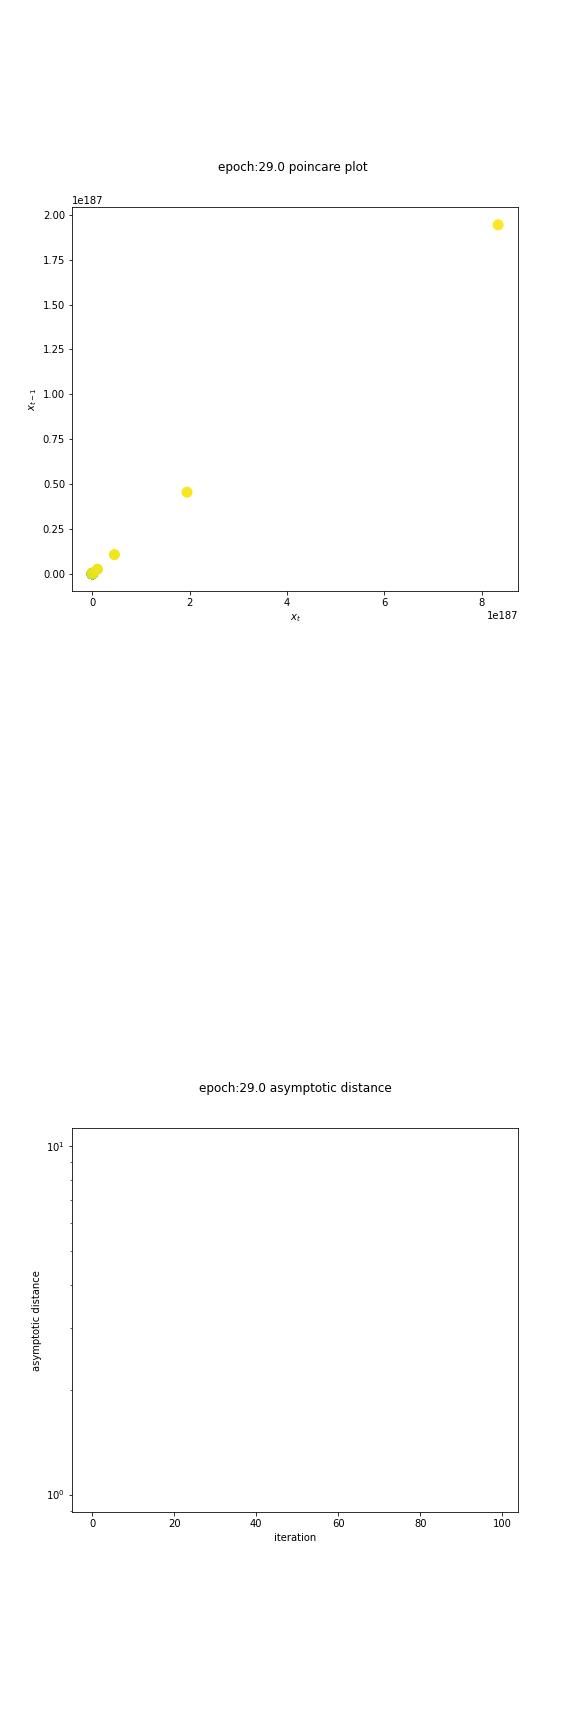 epoch:29.0 poincare plot
1e187
2.00
1.75
1.50
1.25
1.00
0.75
0.50
0.25
0.00
x_{t-1}
0 2 4 6 8
1e187
x_t
epoch:29.0 asymptotic distance
10^1
10^0
asymptotic distance
0 20 40 60 80 100
iteration